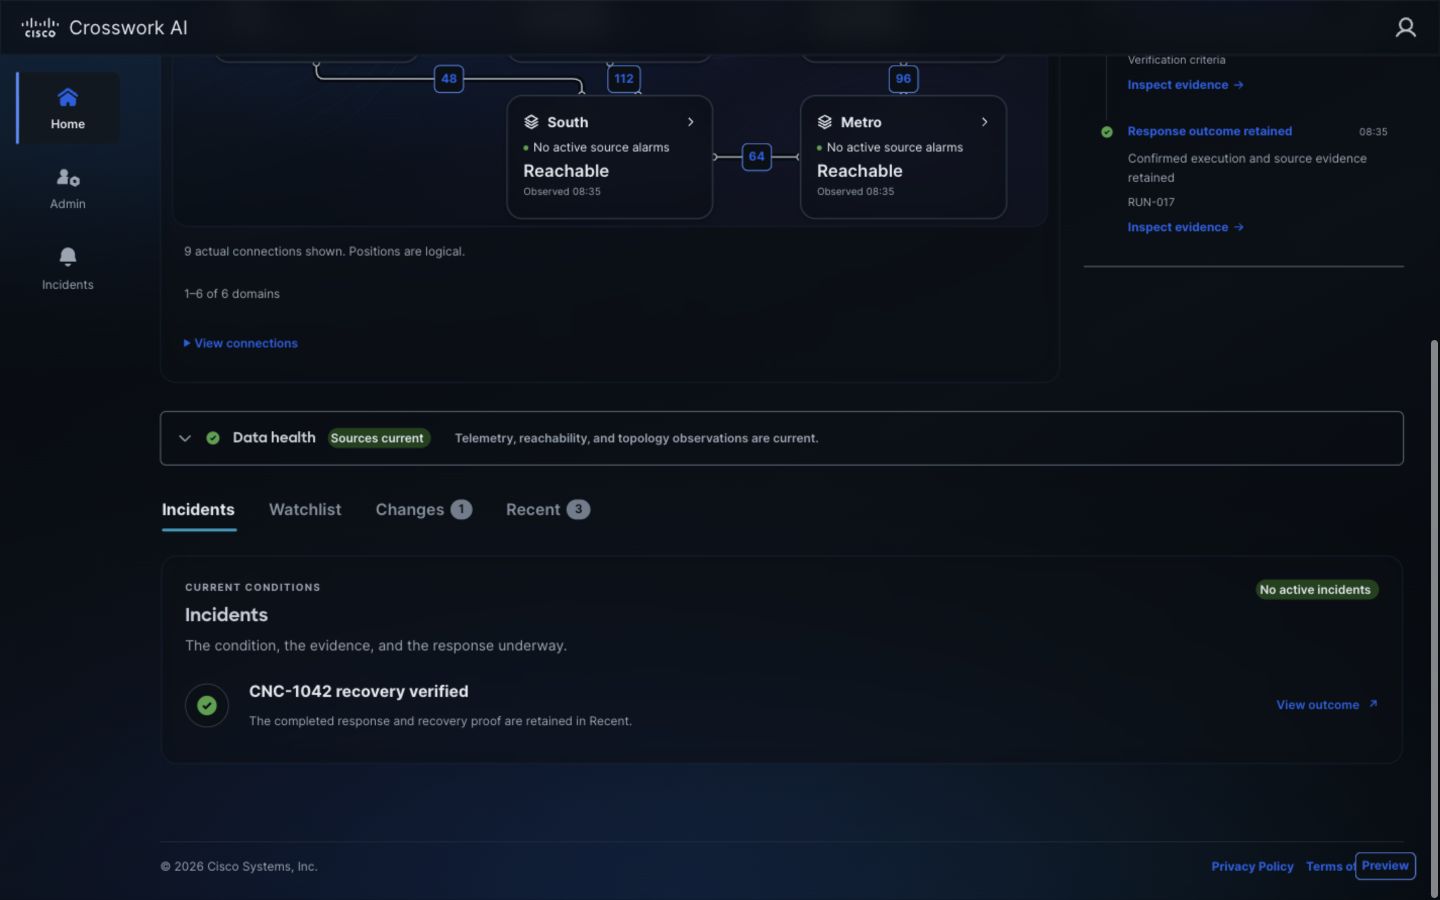 cisco Crosswork AI
Home
Admin
Incidents
48
112
96
South
No active source alarms
Reachable
Observed 08:35
64
Metro
No active source alarms
Reachable
Observed 08:35
9 actual connections shown. Positions are logical.
1–6 of 6 domains
View connections
Verification criteria
Inspect evidence →
Response outcome retained 08:35
Confirmed execution and source evidence
retained
RUN-017
Inspect evidence →
Data health Sources current Telemetry, reachability, and topology observations are current.
Incidents Watchlist Changes 1 Recent 3
CURRENT CONDITIONS
No active incidents
Incidents
The condition, the evidence, and the response underway.
CNC-1042 recovery verified
The completed response and recovery proof are retained in Recent.
View outcome ↗
© 2026 Cisco Systems, Inc.
Privacy Policy Terms of Preview